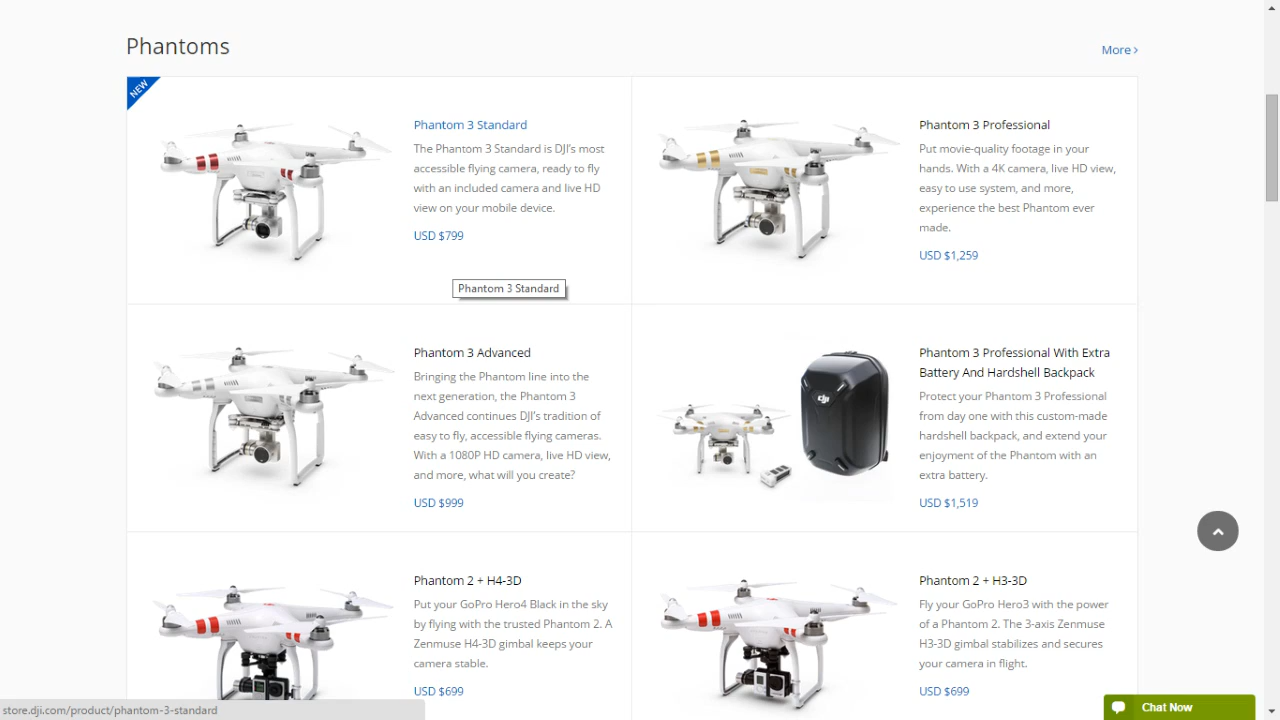 Phantoms
More ›
NEW
Phantom 3 Standard
The Phantom 3 Standard is DJI's most
accessible flying camera, ready to fly
with an included camera and live HD
view on your mobile device.
USD $799
Phantom 3 Standard
Phantom 3 Professional
Put movie-quality footage in your
hands. With a 4K camera, live HD view,
easy to use system, and more,
experience the best Phantom ever
made.
USD $1,259
Phantom 3 Advanced
Bringing the Phantom line into the
next generation, the Phantom 3
Advanced continues DJI's tradition of
easy to fly, accessible flying cameras.
With a 1080P HD camera, live HD view,
and more, what will you create?
USD $999
Phantom 3 Professional With Extra
Battery And Hardshell Backpack
Protect your Phantom 3 Professional
from day one with this custom-made
hardshell backpack, and extend your
enjoyment of the Phantom with an
extra battery.
USD $1,519
dji
Phantom 2 + H4-3D
Put your GoPro Hero4 Black in the sky
by flying with the trusted Phantom 2. A
Zenmuse H4-3D gimbal keeps your
camera stable.
USD $699
Phantom 2 + H3-3D
Fly your GoPro Hero3 with the power
of a Phantom 2. The 3-axis Zenmuse
H3-3D gimbal stabilizes and secures
your camera in flight.
USD $699
store.dji.com/product/phantom-3-standard
Chat Now